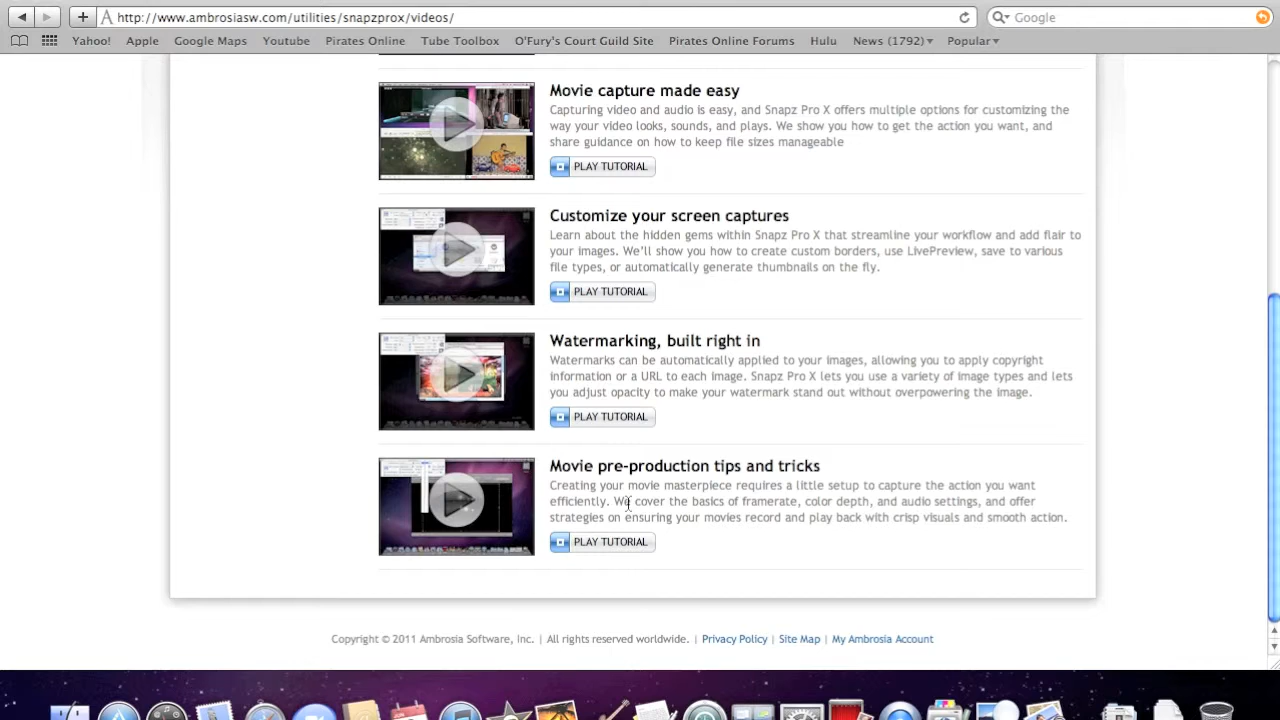 http://www.ambrosiasw.com/utilities/snapzprox/videos/
Google
Yahoo! Apple Google Maps Youtube Pirates Online Tube Toolbox O'Fury's Court Guild Site Pirates Online Forums Hulu News (1792) Popular
Movie capture made easy
Capturing video and audio is easy, and Snapz Pro X offers multiple options for customizing the
way your video looks, sounds, and plays. We show you how to get the action you want, and
share guidance on how to keep file sizes manageable
PLAY TUTORIAL
Customize your screen captures
Learn about the hidden gems within Snapz Pro X that streamline your workflow and add flair to
your images. We'll show you how to create custom borders, use LivePreview, save to various
file types, or automatically generate thumbnails on the fly.
PLAY TUTORIAL
Watermarking, built right in
Watermarks can be automatically applied to your images, allowing you to apply copyright
information or a URL to each image. Snapz Pro X lets you use a variety of image types and lets
you adjust opacity to make your watermark stand out without overpowering the image.
PLAY TUTORIAL
Movie pre-production tips and tricks
Creating your movie masterpiece requires a little setup to capture the action you want
efficiently. We cover the basics of framerate, color depth, and audio settings, and offer
strategies on ensuring your movies record and play back with crisp visuals and smooth action.
PLAY TUTORIAL
Copyright © 2011 Ambrosia Software, Inc. | All rights reserved worldwide. | Privacy Policy | Site Map | My Ambrosia Account